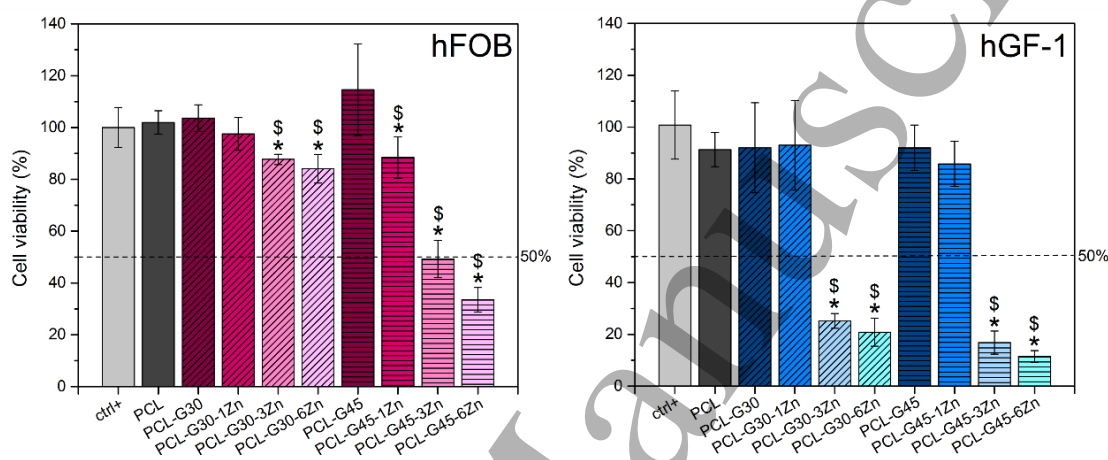 hFOB
Cell viability (%)
140
120
100
80
60
40
20
0
50%
$
*
$
*
$
*
$
*
$
*
ctrl+
PCL
PCL-G30
PCL-G30-1Zn
PCL-G30-3Zn
PCL-G30-6Zn
PCL-G45
PCL-G45-1Zn
PCL-G45-3Zn
PCL-G45-6Zn
hGF-1
Cell viability (%)
140
120
100
80
60
40
20
0
50%
$
*
$
*
$
*
$
*
ctrl+
PCL
PCL-G30
PCL-G30-1Zn
PCL-G30-3Zn
PCL-G30-6Zn
PCL-G45
PCL-G45-1Zn
PCL-G45-3Zn
PCL-G45-6Zn